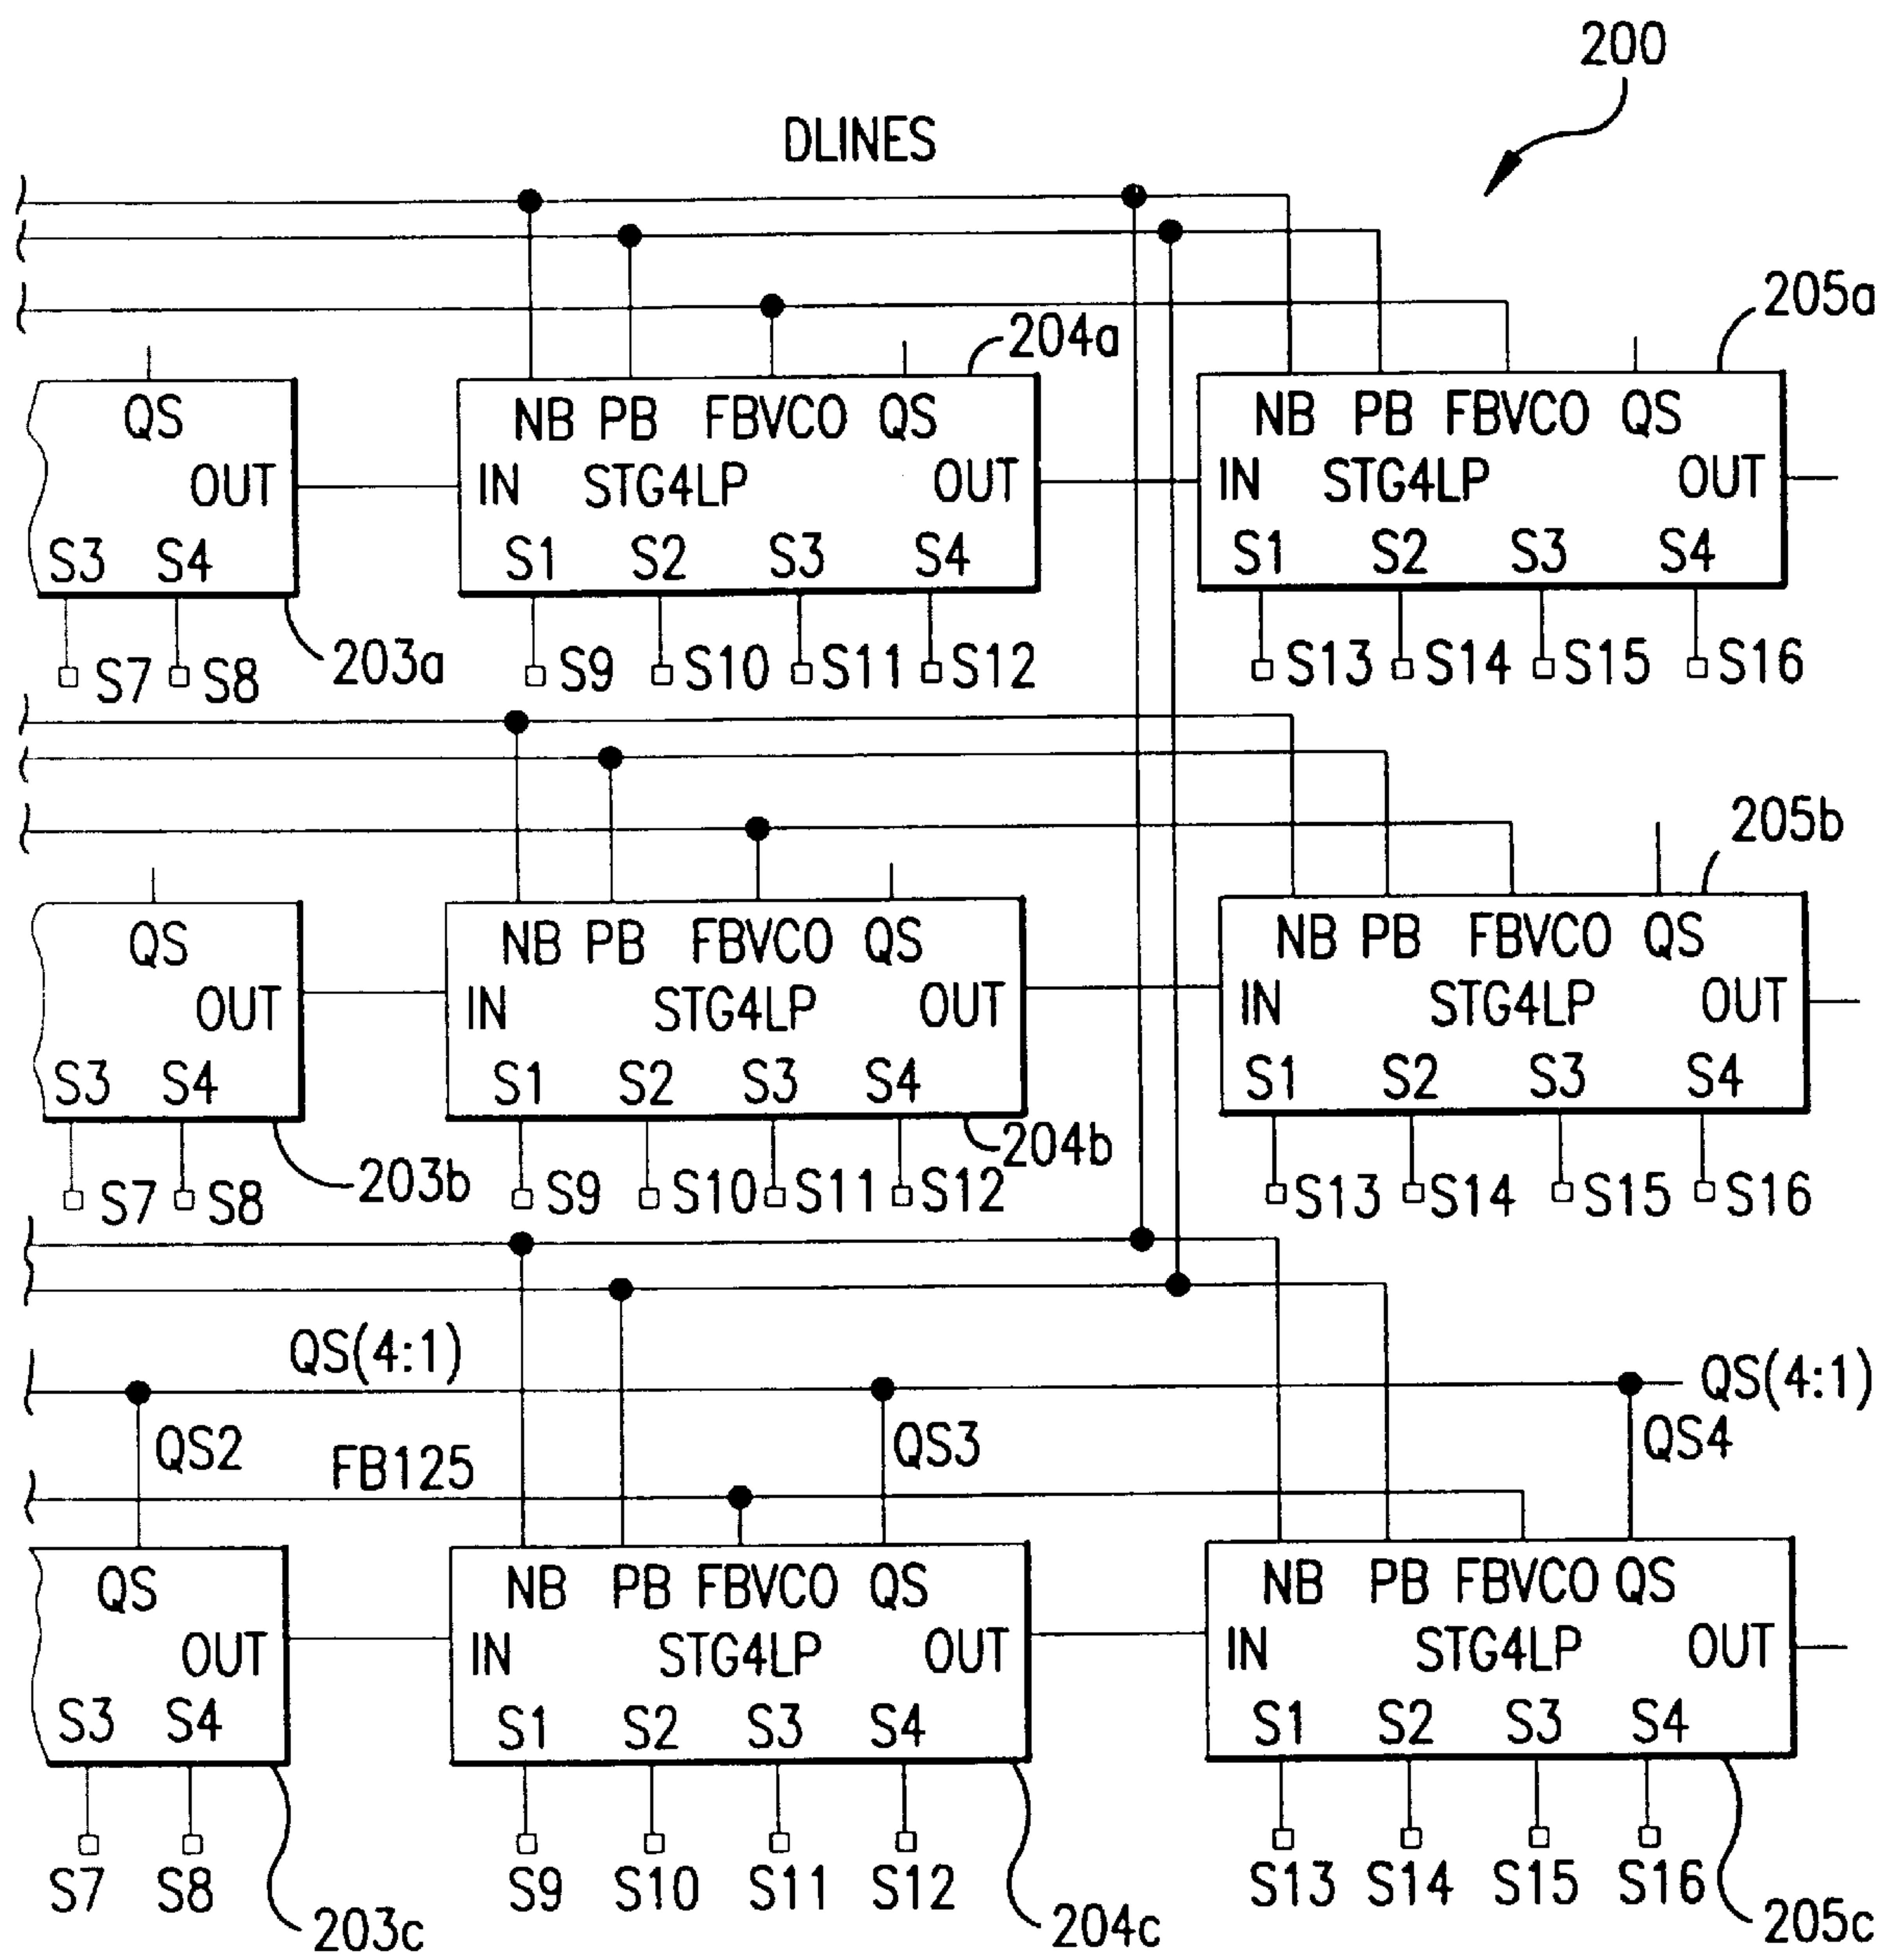 200
DLINES
205a
204a
QS NB PB FBVCO QS NB PB FBVCO QS
OUT IN STG4LP OUT IN STG4LP OUT
S3 S4 S1 S2 S3 S4 S1 S2 S3 S4
S7 S8 203a S9 S10 S11 S12 S13 S14 S15 S16
205b
QS NB PB FBVCO QS NB PB FBVCO QS
OUT IN STG4LP OUT IN STG4LP OUT
S3 S4 S1 S2 S3 S4 S1 S2 S3 S4
204b
S7 S8 203b S9 S10 S11 S12 S13 S14 S15 S16
QS(4:1) QS(4:1)
QS2 QS3 QS4
FB125
QS NB PB FBVCO QS NB PB FBVCO QS
OUT IN STG4LP OUT IN STG4LP OUT
S3 S4 S1 S2 S3 S4 S1 S2 S3 S4
S7 S8 S9 S10 S11 S12 S13 S14 S15 S16
203c 204c 205c